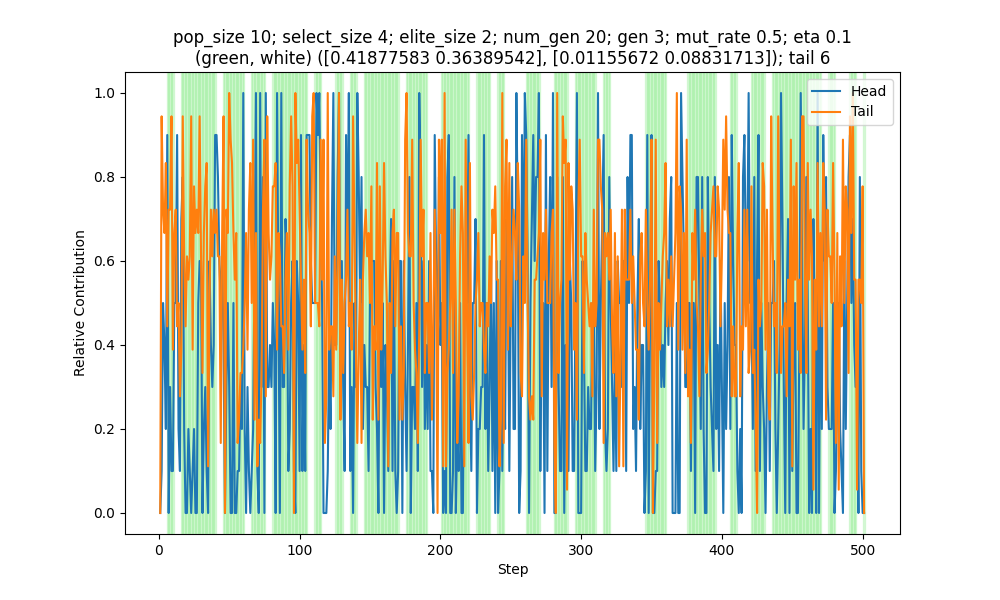 pop_size 10; select_size 4; elite_size 2; num_gen 20; gen 3; mut_rate 0.5; eta 0.1
(green, white) ([0.41877583 0.36389542], [0.01155672 0.08831713]); tail 6
Head
Tail
Relative Contribution
1.0
0.8
0.6
0.4
0.2
0.0
0 100 200 300 400 500
Step